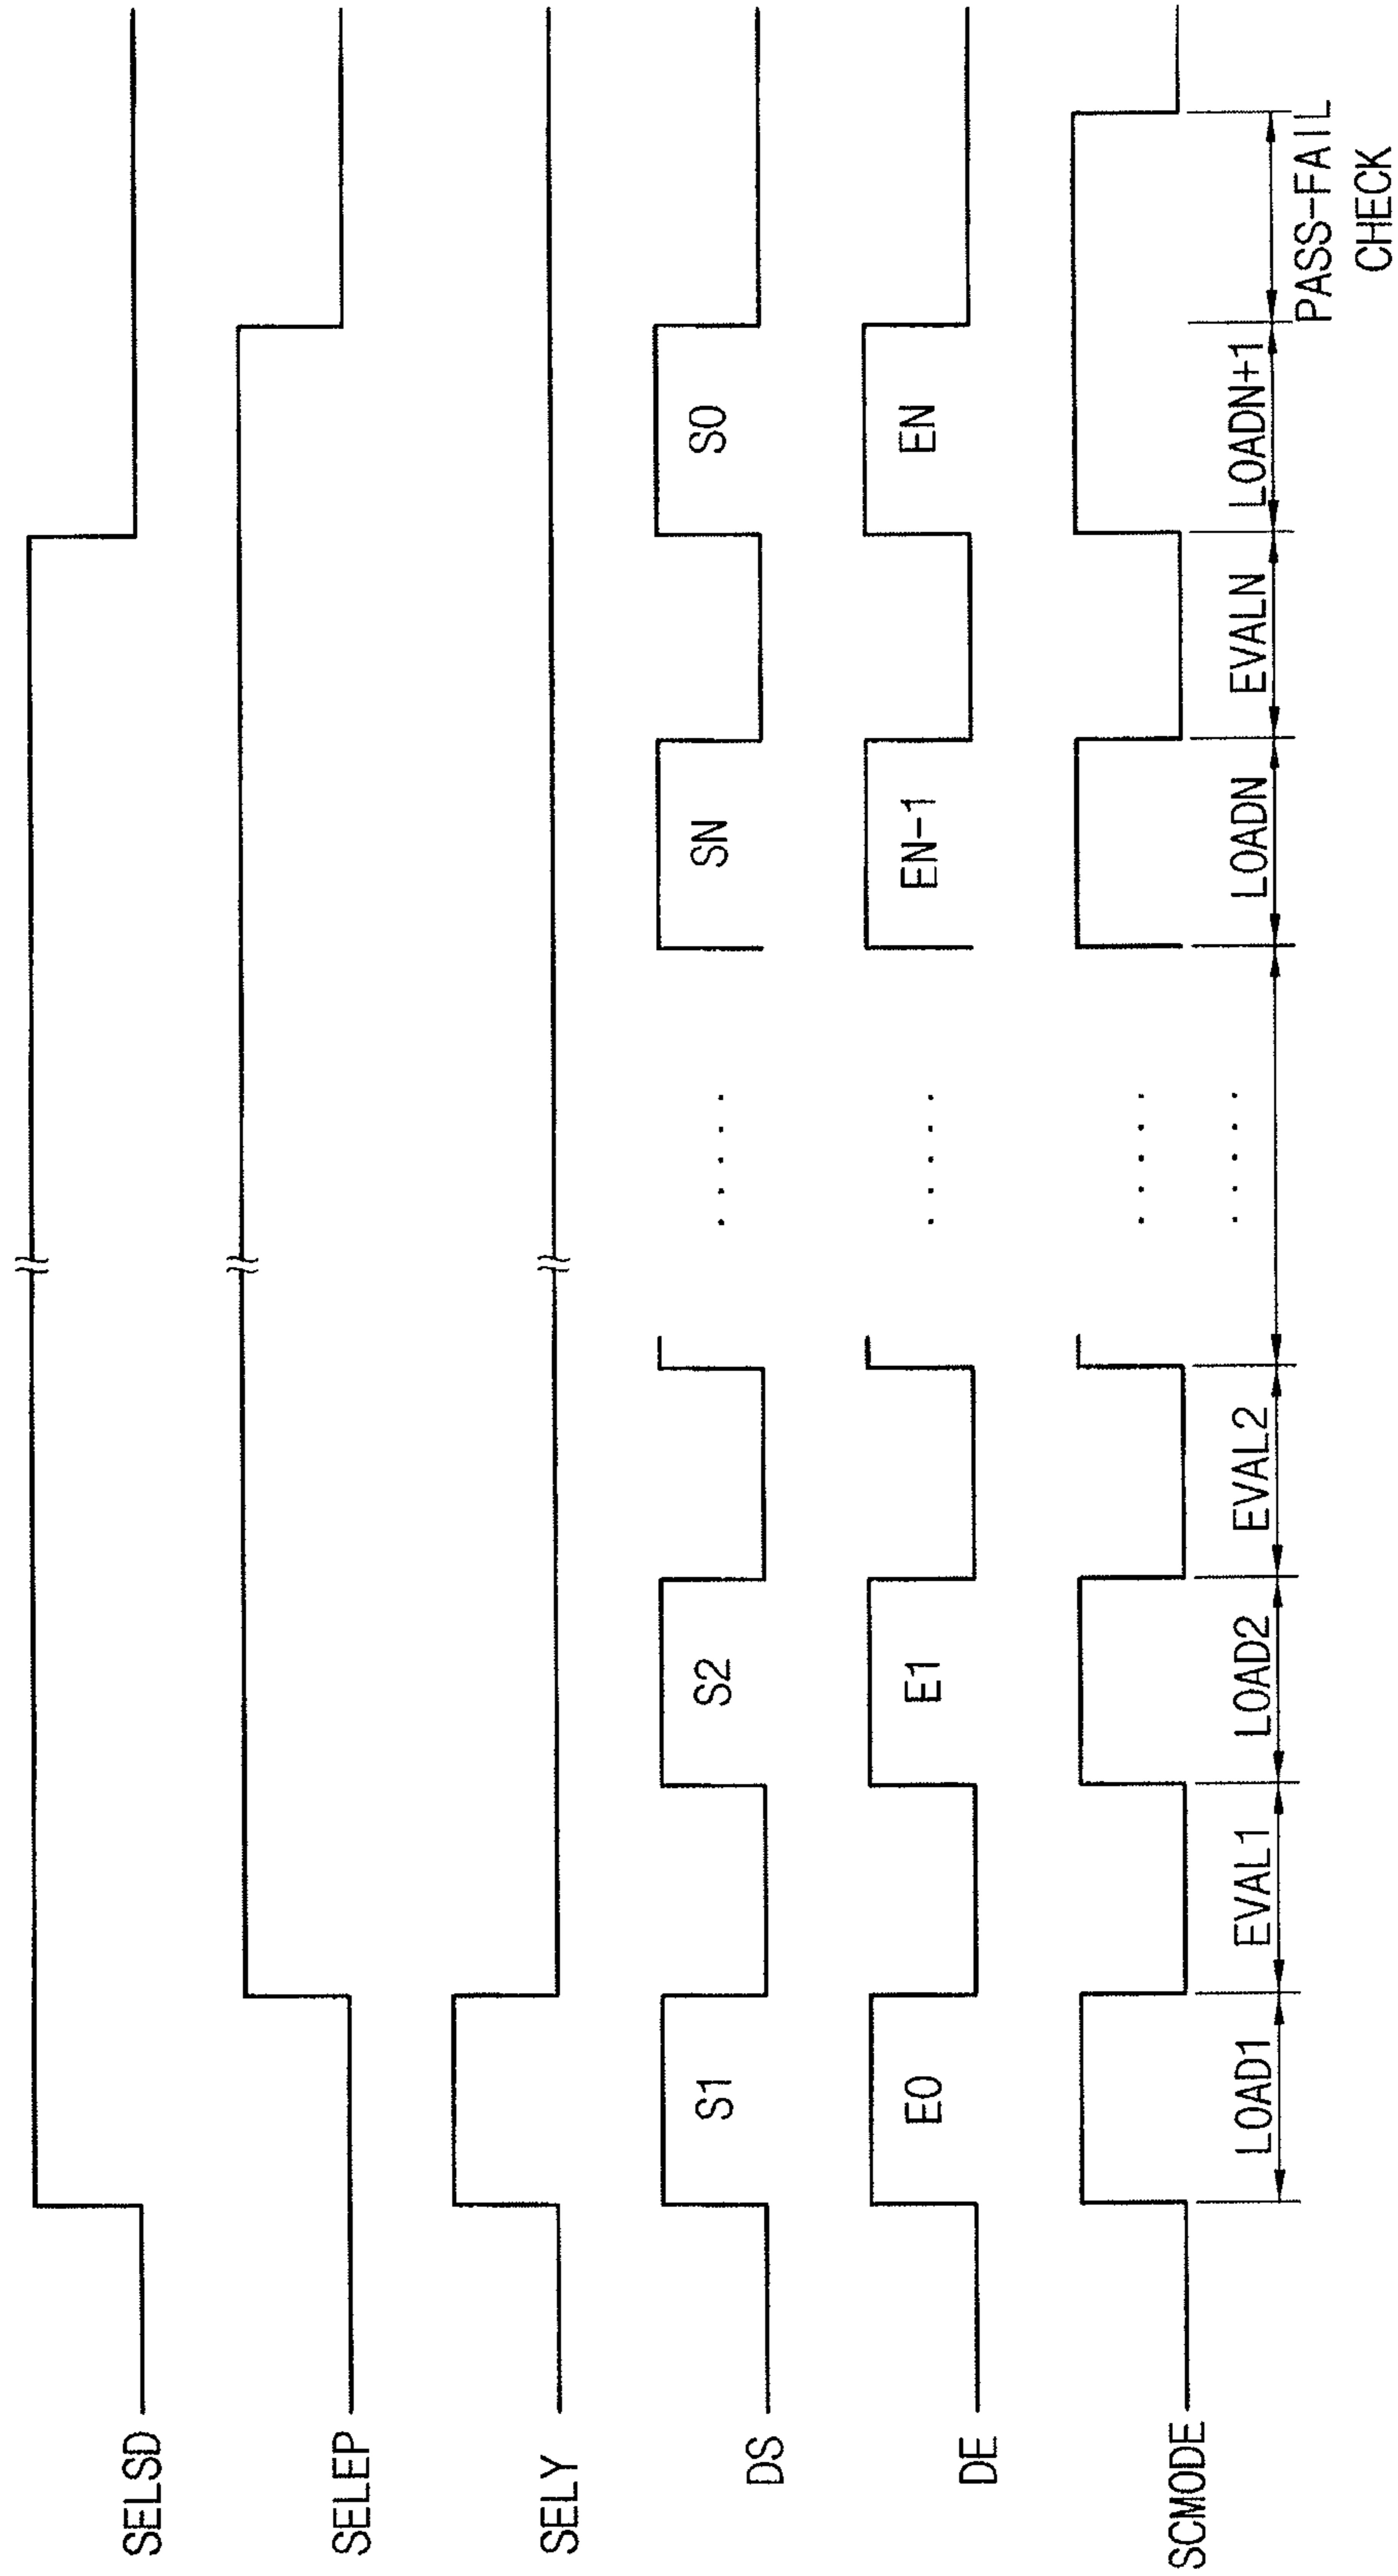 SELSD
SELEP
SELY
DS S1 S2 ..... SN S0
DE E0 E1 ..... EN-1 EN
SCMODE .....
LOAD1 EVAL1 LOAD2 EVAL2 ..... LOADN EVALN LOADN+1 PASS-FAIL
CHECK